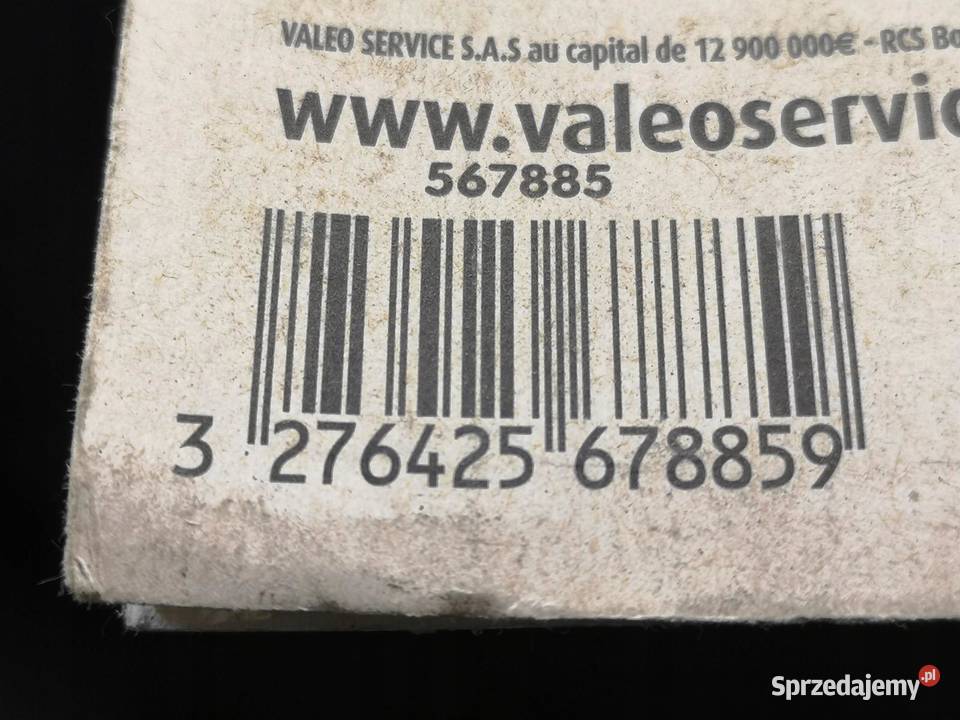 VALEO SERVICE S.A.S au capital de 12 900 000€ - RCS
www.valeoservic
567885
3 276425 678859
Sprzedajemy.pl